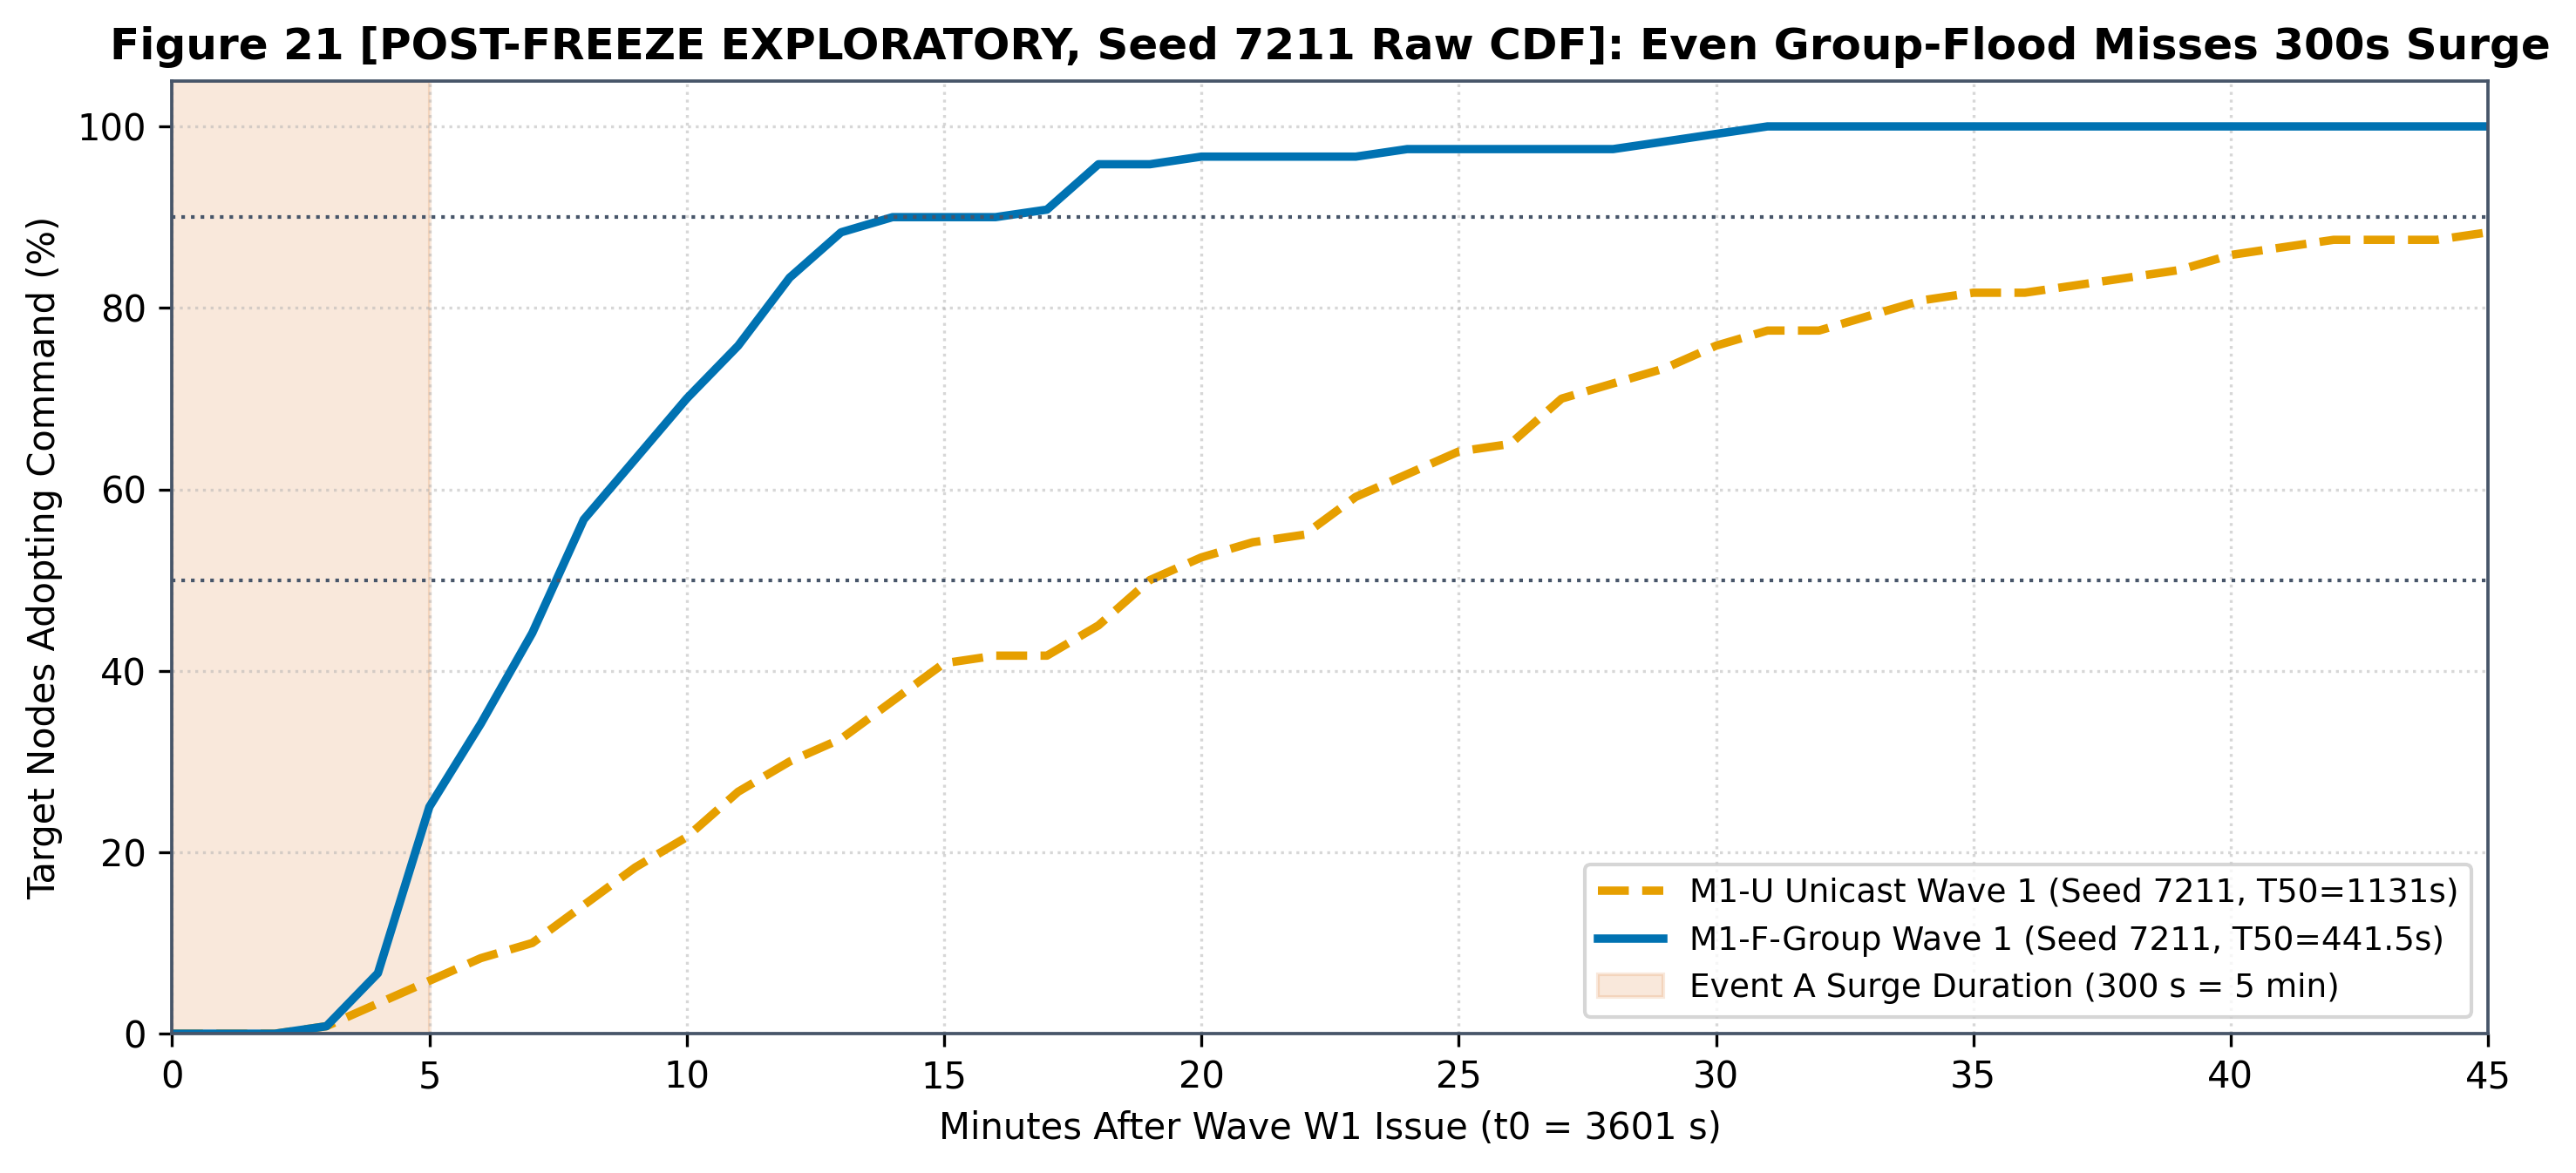 Figure 21 [POST-FREEZE EXPLORATORY, Seed 7211 Raw CDF]: Even Group-Flood Misses 300s Surge
Target Nodes Adopting Command (%)
100
80
60
40
20
0
0 5 10 15 20 25 30 35 40 45
Minutes After Wave W1 Issue (t0 = 3601 s)
M1-U Unicast Wave 1 (Seed 7211, T50=1131s)
M1-F-Group Wave 1 (Seed 7211, T50=441.5s)
Event A Surge Duration (300 s = 5 min)